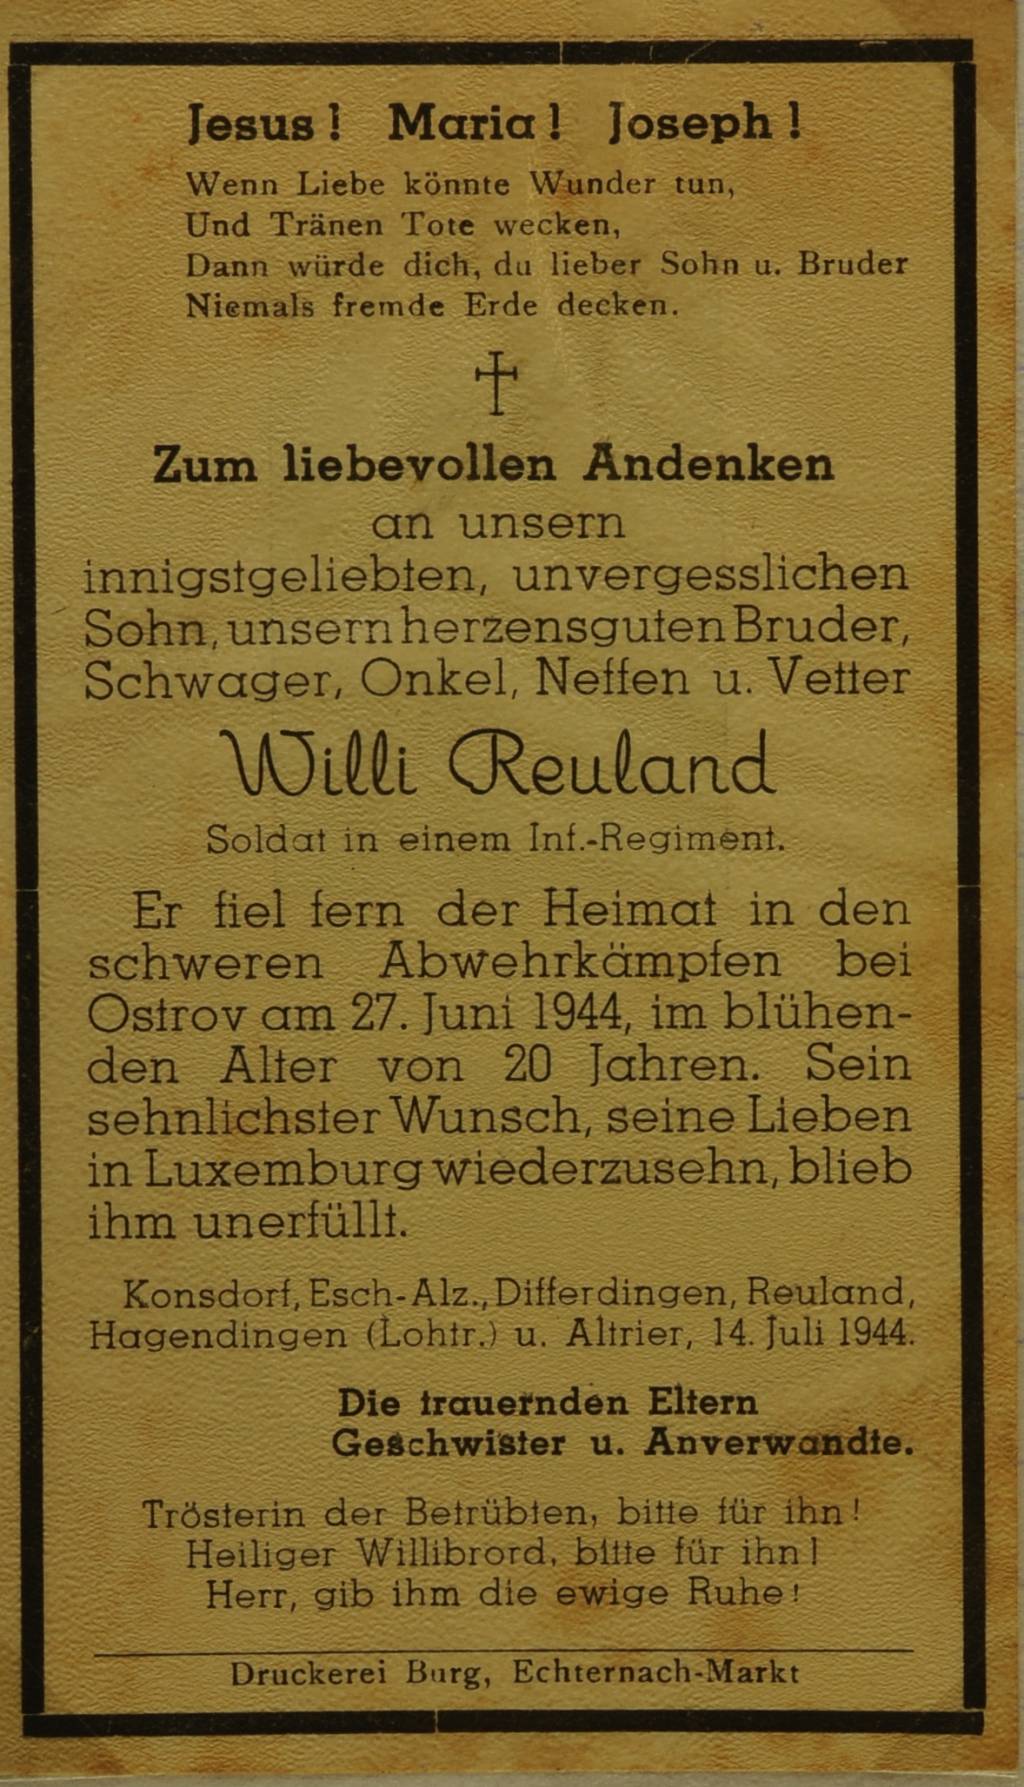 Jesus! Maria! Joseph!
Wenn Liebe könnte Wunder tun,
Und Tränen Tote wecken,
Dann würde dich, du lieber Sohn u. Bruder
Niemals fremde Erde decken.
Zum liebevollen Andenken
an unsern
innigstgeliebten, unvergesslichen
Sohn, unsern herzensguten Bruder,
Schwager, Onkel, Neffen u. Vetter
Willi Reuland
Soldat in einem Inf.-Regiment.
Er fiel fern der Heimat in den
schweren Abwehrkämpfen bei
Ostrov am 27. Juni 1944, im blühen-
den Alter von 20 Jahren. Sein
sehnlichster Wunsch, seine Lieben
in Luxemburg wiederzusehn, blieb
ihm unerfüllt.
Konsdorf, Esch-Alz., Differdingen, Reuland,
Hagendingen (Lohtr.) u. Altrier, 14. Juli 1944.
Die trauernden Eltern
Geschwister u. Anverwandte.
Trösterin der Betrübten, bitte für ihn!
Heiliger Willibrord, bitte für ihn!
Herr, gib ihm die ewige Ruhe!
Druckerei Burg, Echternach-Markt